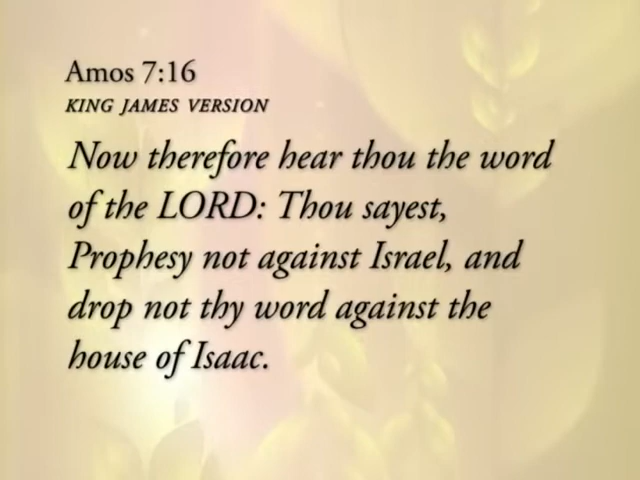 Amos 7:16
KING JAMES VERSION
Now therefore hear thou the word
of the LORD: Thou sayest,
Prophesy not against Israel, and
drop not thy word against the
house of Isaac.